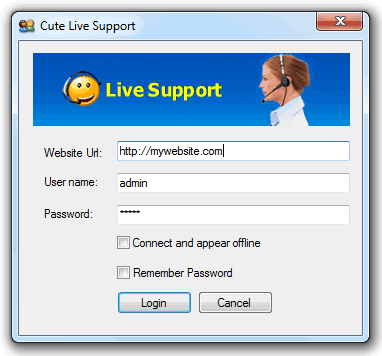 Cute Live Support
Live Support
Website Url: http://mywebsite.com
User name: admin
Password: *****
Connect and appear offline
Remember Password
Login Cancel